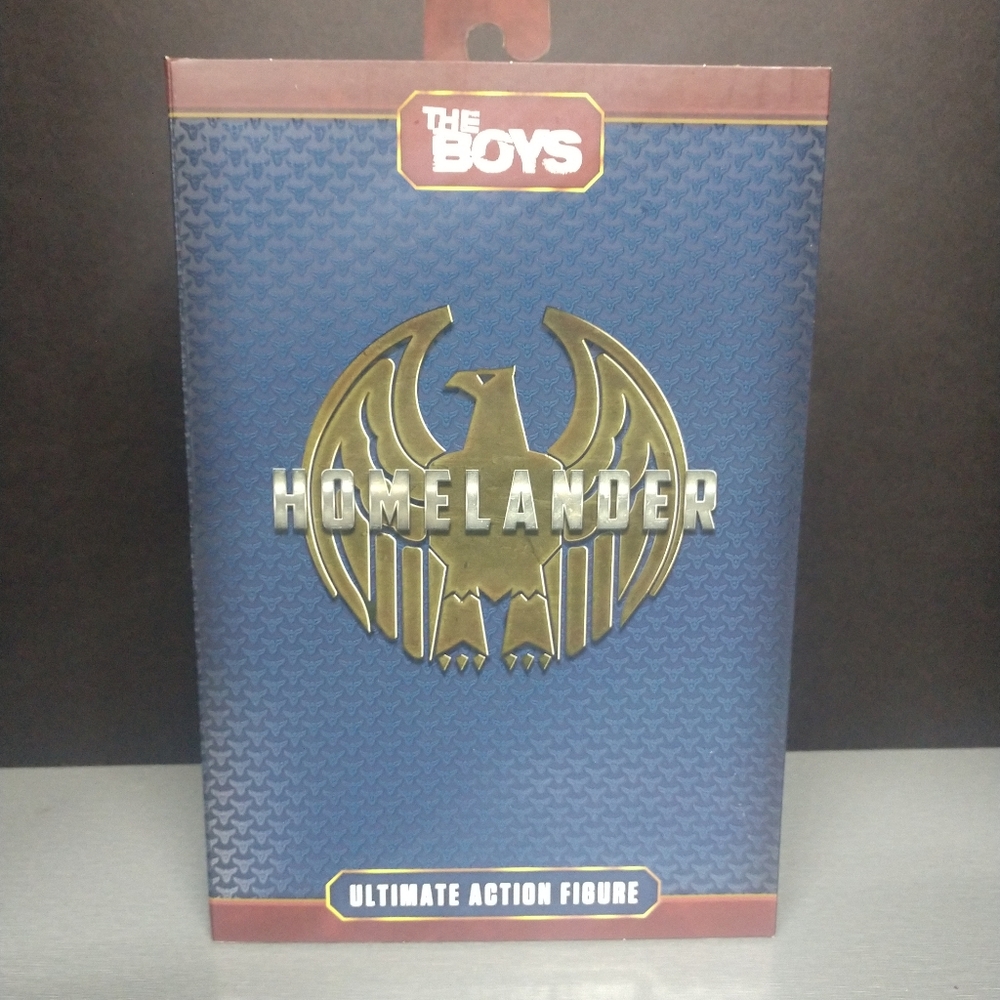 THE
BOYS
HOMELANDER
ULTIMATE ACTION FIGURE